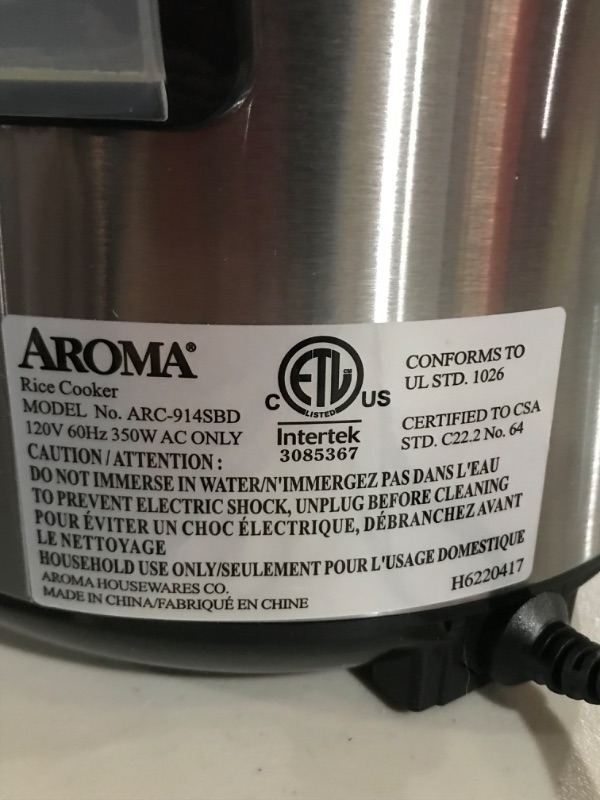 AROMA®
Rice Cooker
MODEL No. ARC-914SBD
120V 60Hz 350W AC ONLY
C ETL US
LISTED
Intertek
3085367
CONFORMS TO
UL STD. 1026
CERTIFIED TO CSA
STD. C22.2 No. 64
CAUTION/ATTENTION:
DO NOT IMMERSE IN WATER/N'IMMERGEZ PAS DANS L'EAU
TO PREVENT ELECTRIC SHOCK, UNPLUG BEFORE CLEANING
POUR ÉVITER UN CHOC ÉLECTRIQUE, DÉBRANCHEZ AVANT
LE NETTOYAGE
HOUSEHOLD USE ONLY/SEULEMENT POUR L'USAGE DOMESTIQUE
AROMA HOUSEWARES CO.
MADE IN CHINA/FABRIQUÉ EN CHINE
H6220417